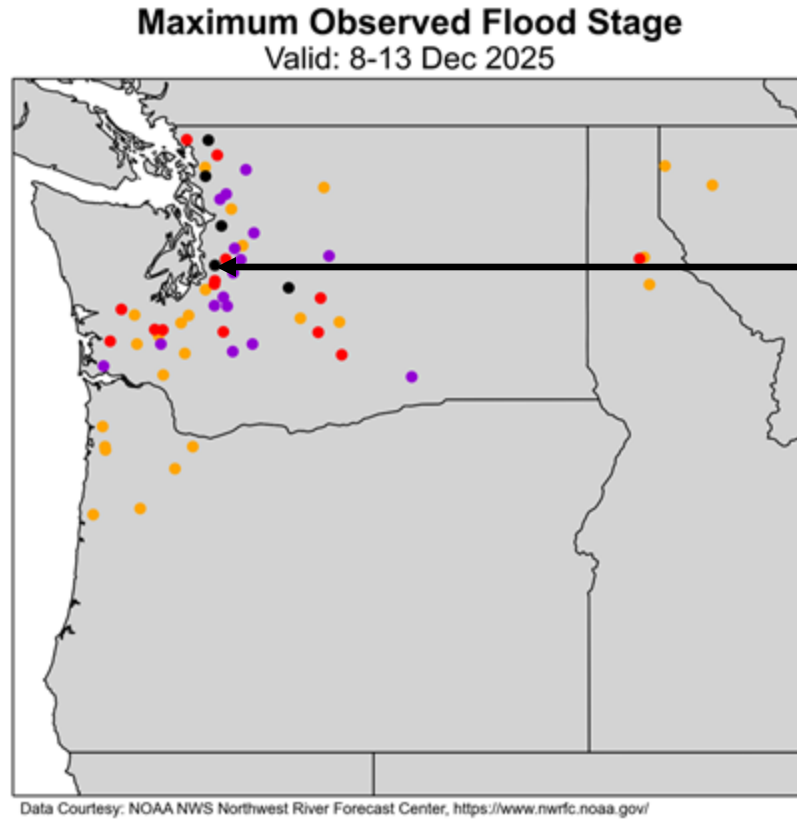 Maximum Observed Flood Stage
Valid: 8-13 Dec 2025
Data Courtesy: NOAA NWS Northwest River Forecast Center, https://www.nwrfc.noaa.gov/